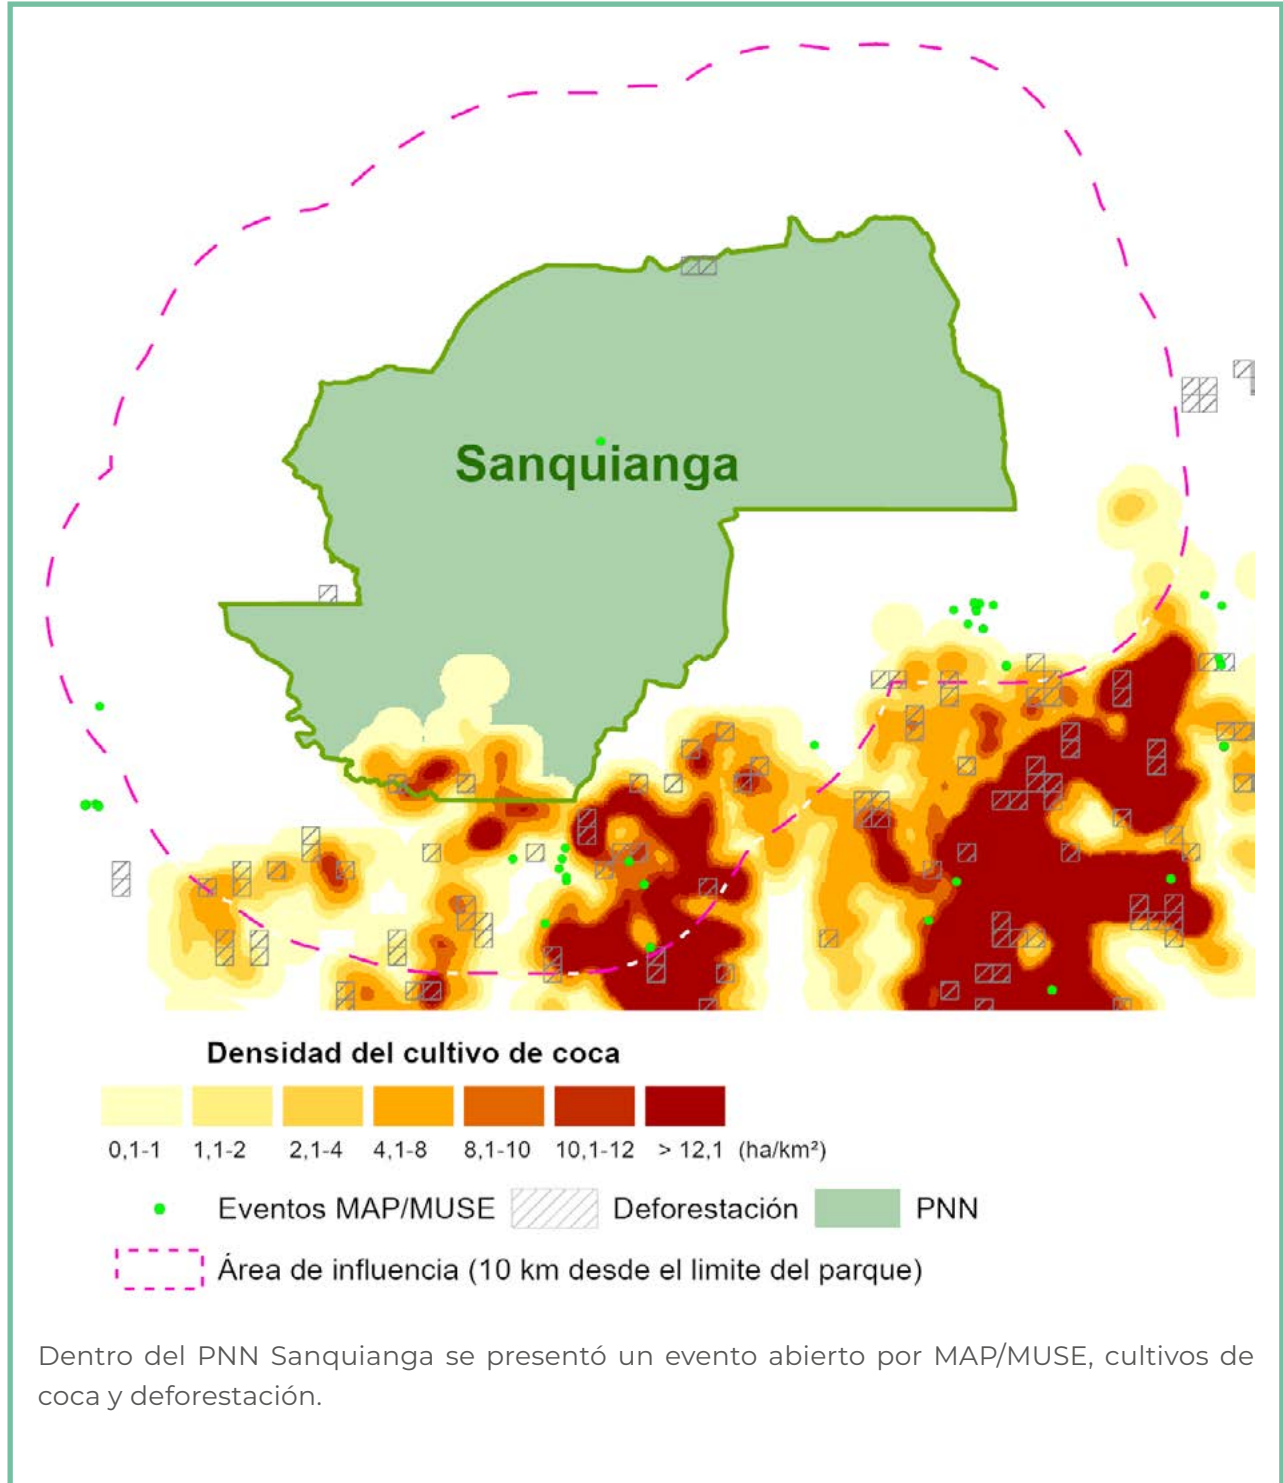 Sanquianga
Densidad del cultivo de coca
0,1-1 1,1-2 2,1-4 4,1-8 8,1-10 10,1-12 > 12,1 (ha/km²)
Eventos MAP/MUSE Deforestación PNN
Área de influencia (10 km desde el limite del parque)
Dentro del PNN Sanquianga se presentó un evento abierto por MAP/MUSE, cultivos de
coca y deforestación.